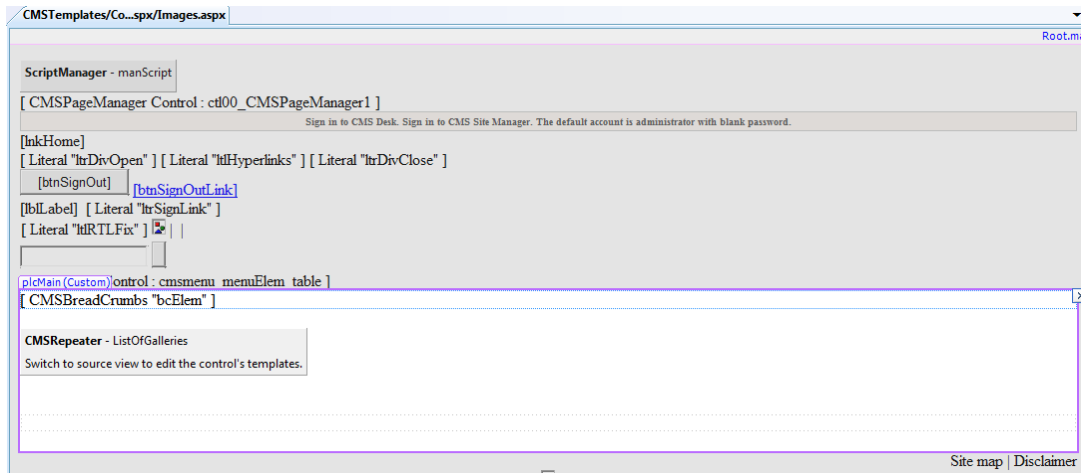 CMSTemplates/Co...spx/Images.aspx
Root.ma
ScriptManager - manScript
[ CMSPageManager Control : ctl00_CMSPageManager1 ]
Sign in to CMS Desk. Sign in to CMS Site Manager. The default account is administrator with blank password.
[lnkHome]
[ Literal "ltrDivOpen" ] [ Literal "ltlHyperlinks" ] [ Literal "ltrDivClose" ]
[btnSignOut] [btnSignOutLink]
[lblLabel] [ Literal "ltrSignLink" ]
[ Literal "ltlRTLFix" ] | |
plcMain (Custom) ontrol : cmsmenu_menuElem_table ]
[ CMSBreadCrumbs "bcElem" ]
CMSRepeater - ListOfGalleries
Switch to source view to edit the control's templates.
Site map | Disclaimer